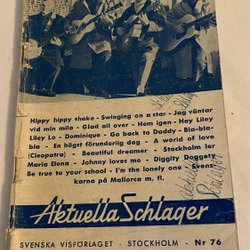 Hippy hippy shake - Swinging on a star - Jag väntar
vid min mile - Glad all over - Hem igen - Hey Liley
Liley Lo - Dominique - Go back to Daddy - Bla-bla-
bla - En högst förunderlig dag - A world of love
(Cleopatra) - Beautiful dreamer - Stockholm ler
Maria Elena - Johnny loves me - Diggity Doggety
Be true to your school - I'm the lonely one - Svens-
karna på Mallorca m. fl.
Aktuella Schlager
SVENSKA VISFÖRLAGET - STOCKHOLM - Nr 76